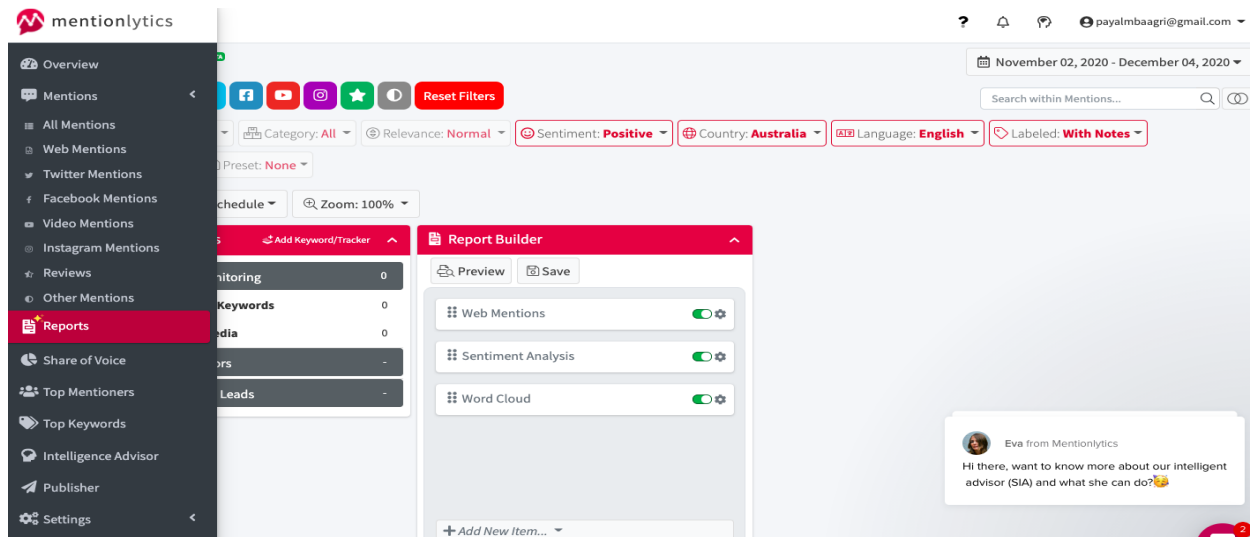 mentionlytics
? payalmbaagri@gmail.com
Overview
November 02, 2020 - December 04, 2020
Mentions
Reset Filters
Search within Mentions...
All Mentions
Web Mentions
Twitter Mentions
Facebook Mentions
Video Mentions
Instagram Mentions
Reviews
Other Mentions
Reports
Share of Voice
Top Mentioners
Top Keywords
Intelligence Advisor
Publisher
Settings
Category: All
Relevance: Normal
Sentiment: Positive
Country: Australia
Language: English
Labeled: With Notes
Preset: None
chedule
Zoom: 100%
s
Add Keyword/Tracker
nitoring 0
Keywords 0
edia 0
ors -
Leads -
Report Builder
Preview
Save
Web Mentions
Sentiment Analysis
Word Cloud
+ Add New Item...
Eva from Mentionlytics
Hi there, want to know more about our intelligent
advisor (SIA) and what she can do?🥳
2